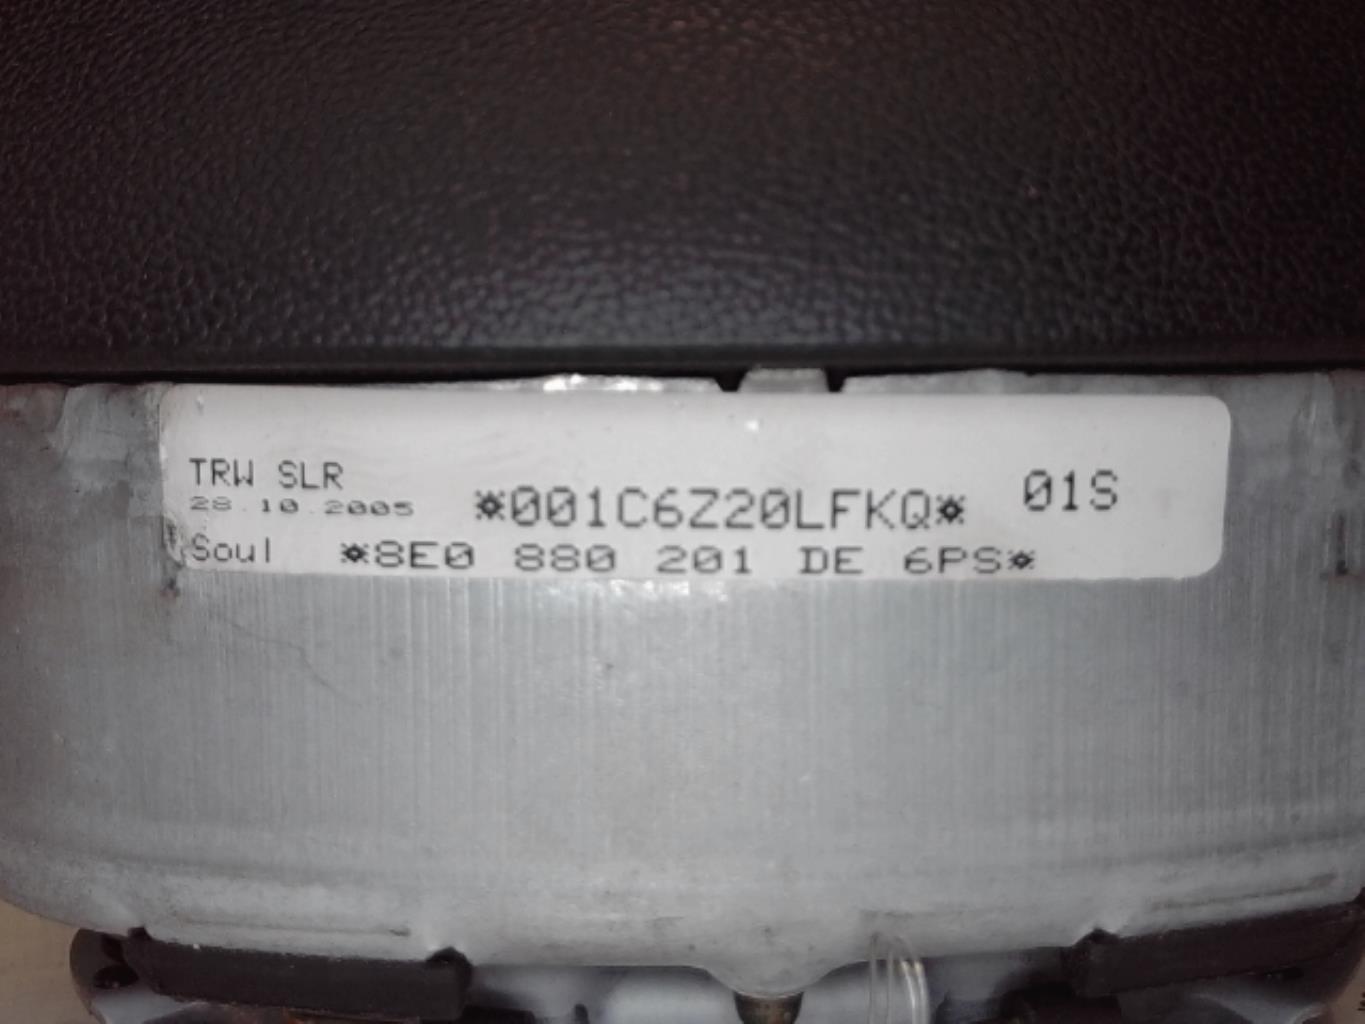 TRW SLR
28.10.2005
*001C6Z20LFKQ*
01S
Soul *8E0 880 201 DE 6PS*